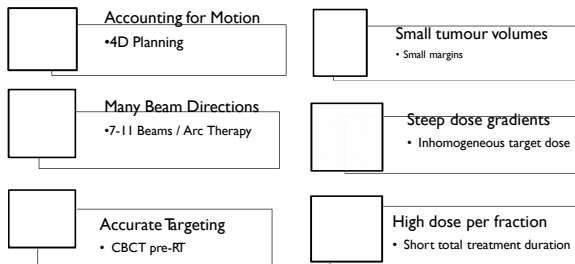 Accounting for Motion
•4D Planning
Many Beam Directions
•7-11 Beams / Arc Therapy
Accurate Targeting
• CBCT pre-RT
Small tumour volumes
• Small margins
Steep dose gradients
• Inhomogeneous target dose
High dose per fraction
• Short total treatment duration